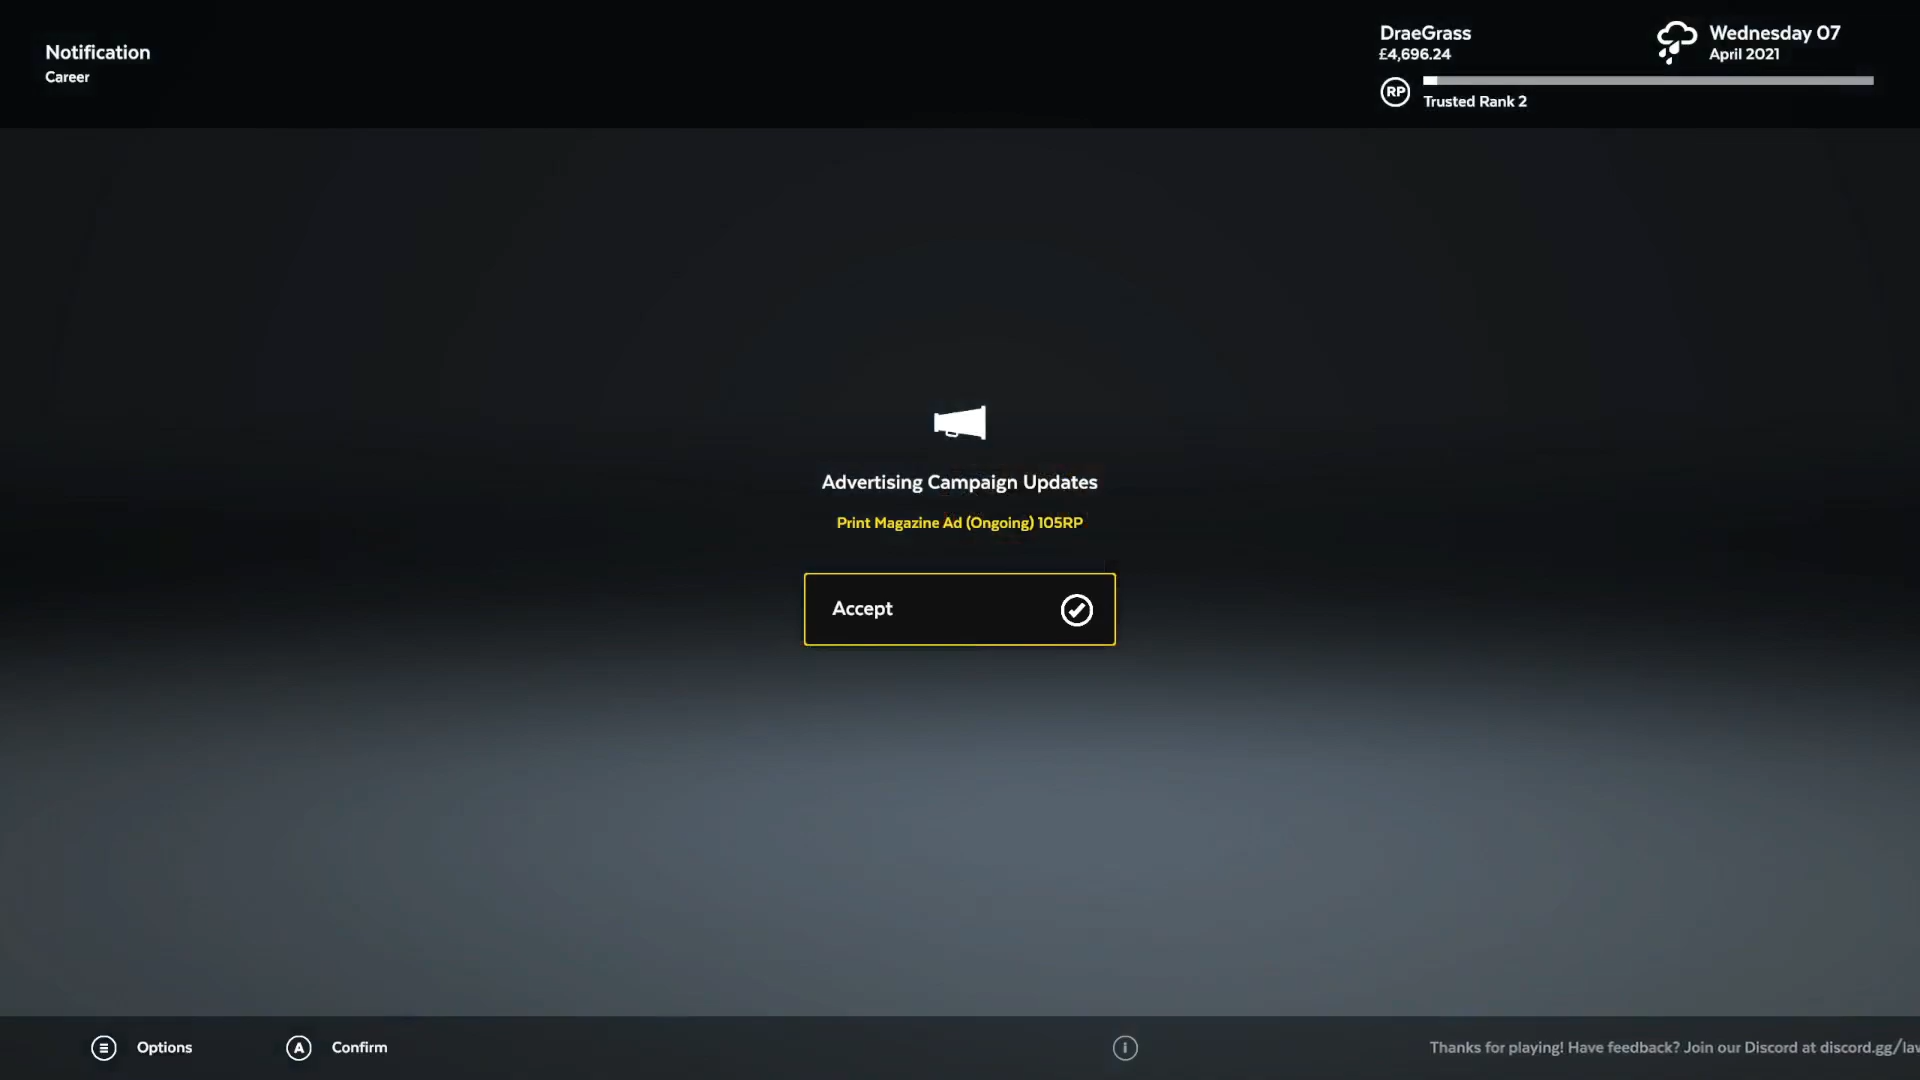 Notification
Career
DraeGrass
£4,696.24
Wednesday 07
April 2021
RP
Trusted Rank 2
Advertising Campaign Updates
Print Magazine Ad (Ongoing) 105RP
Accept
Options
A Confirm
Thanks for playing! Have feedback? Join our Discord at discord.gg/